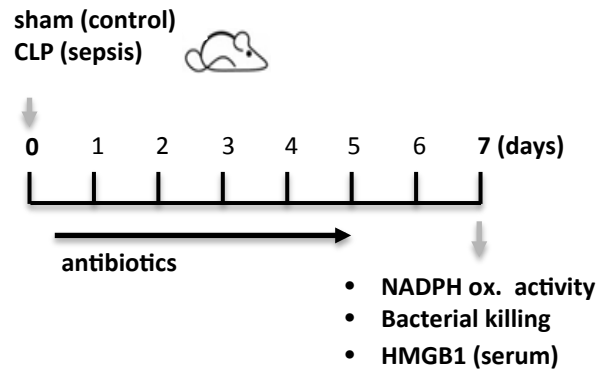 sham (control)
CLP (sepsis)
0 1 2 3 4 5 6 7 (days)
antibiotics
• NADPH ox. activity
• Bacterial killing
• HMGB1 (serum)